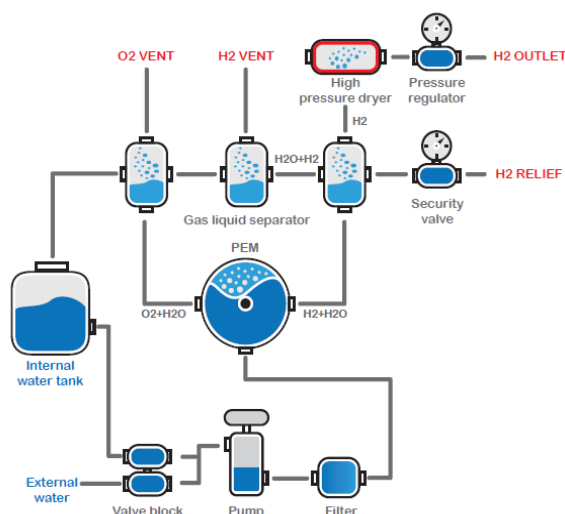 O2 VENT
H2 VENT
H2 OUTLET
High
pressure dryer
Pressure
regulator
H2
H2O+H2
H2 RELIEF
Security
valve
Gas liquid separator
PEM
O2+H2O
H2+H2O
Internal
water tank
External
water
Valve block
Pump
Filter